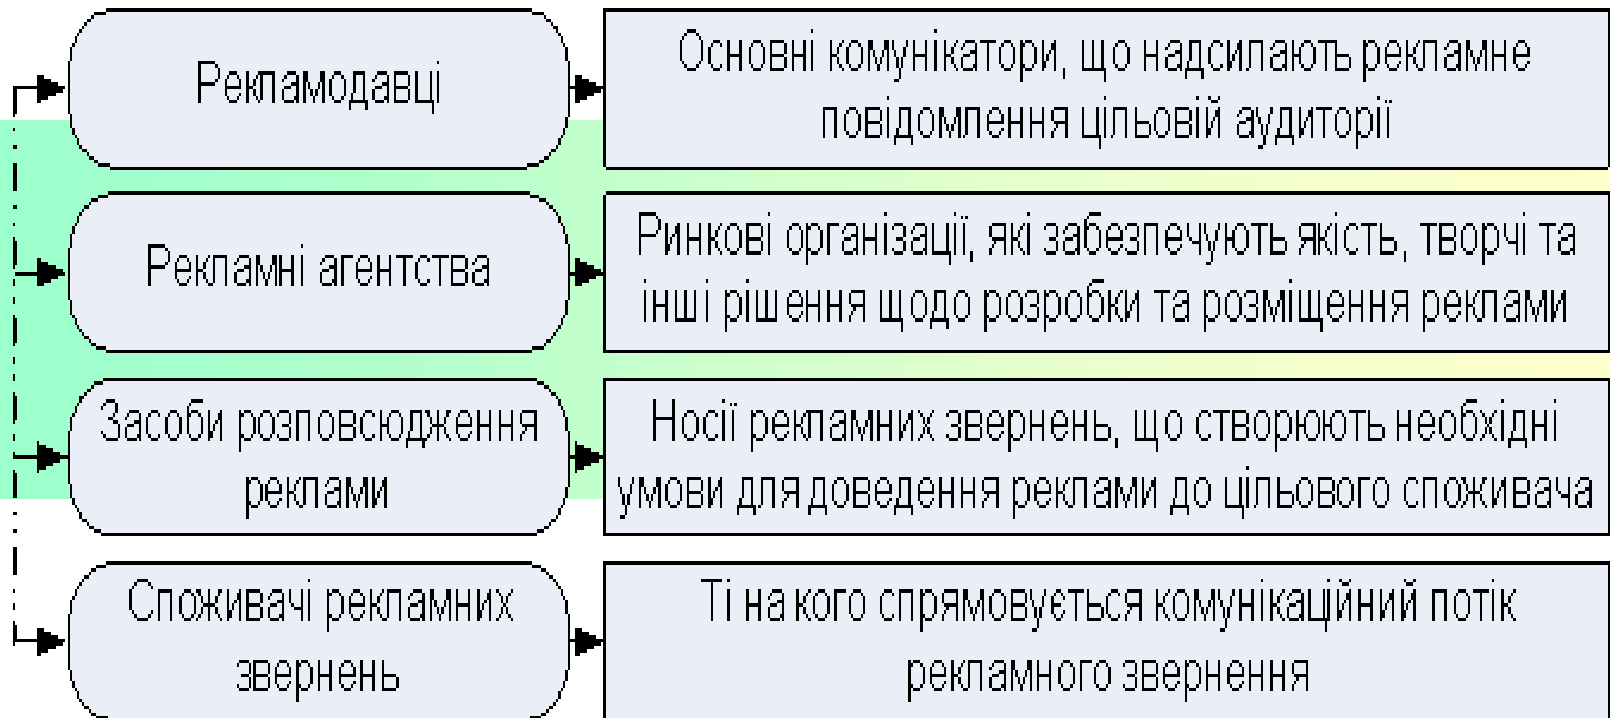 Рекламодавці
Основні комунікатори, що надсилають рекламне
повідомлення цільовій аудиторії
Рекламні агентства
Ринкові організації, які забезпечують якість, творчі та
інші рішення щодо розробки та розміщення реклами
Засоби розповсюдження
реклами
Носії рекламних звернень, що створюють необхідні
умови для доведення реклами до цільового споживача
Споживачі рекламних
звернень
Ті на кого спрямовується комунікаційний потік
рекламного звернення